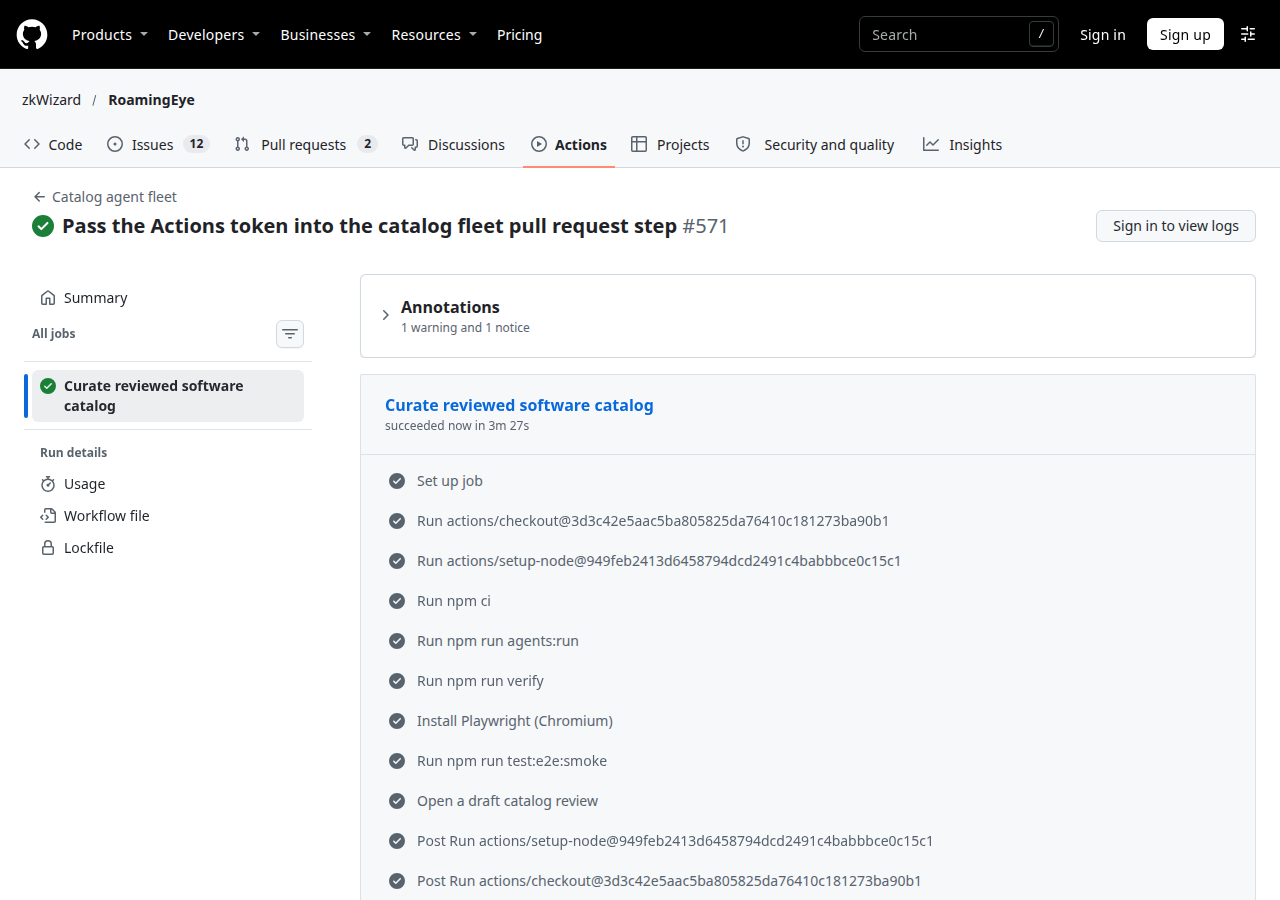 Products Developers Businesses Resources Pricing Search / Sign in Sign up
zkWizard / RoamingEye
Code Issues 12 Pull requests 2 Discussions Actions Projects Security and quality Insights
Catalog agent fleet
Pass the Actions token into the catalog fleet pull request step #571
Sign in to view logs
Summary
All jobs
Curate reviewed software
catalog
Run details
Usage
Workflow file
Lockfile
Annotations
1 warning and 1 notice
Curate reviewed software catalog
succeeded now in 3m 27s
Set up job
Run actions/checkout@3d3c42e5aac5ba805825da76410c181273ba90b1
Run actions/setup-node@949feb2413d6458794dcd2491c4babbbce0c15c1
Run npm ci
Run npm run agents:run
Run npm run verify
Install Playwright (Chromium)
Run npm run test:e2e:smoke
Open a draft catalog review
Post Run actions/setup-node@949feb2413d6458794dcd2491c4babbbce0c15c1
Post Run actions/checkout@3d3c42e5aac5ba805825da76410c181273ba90b1